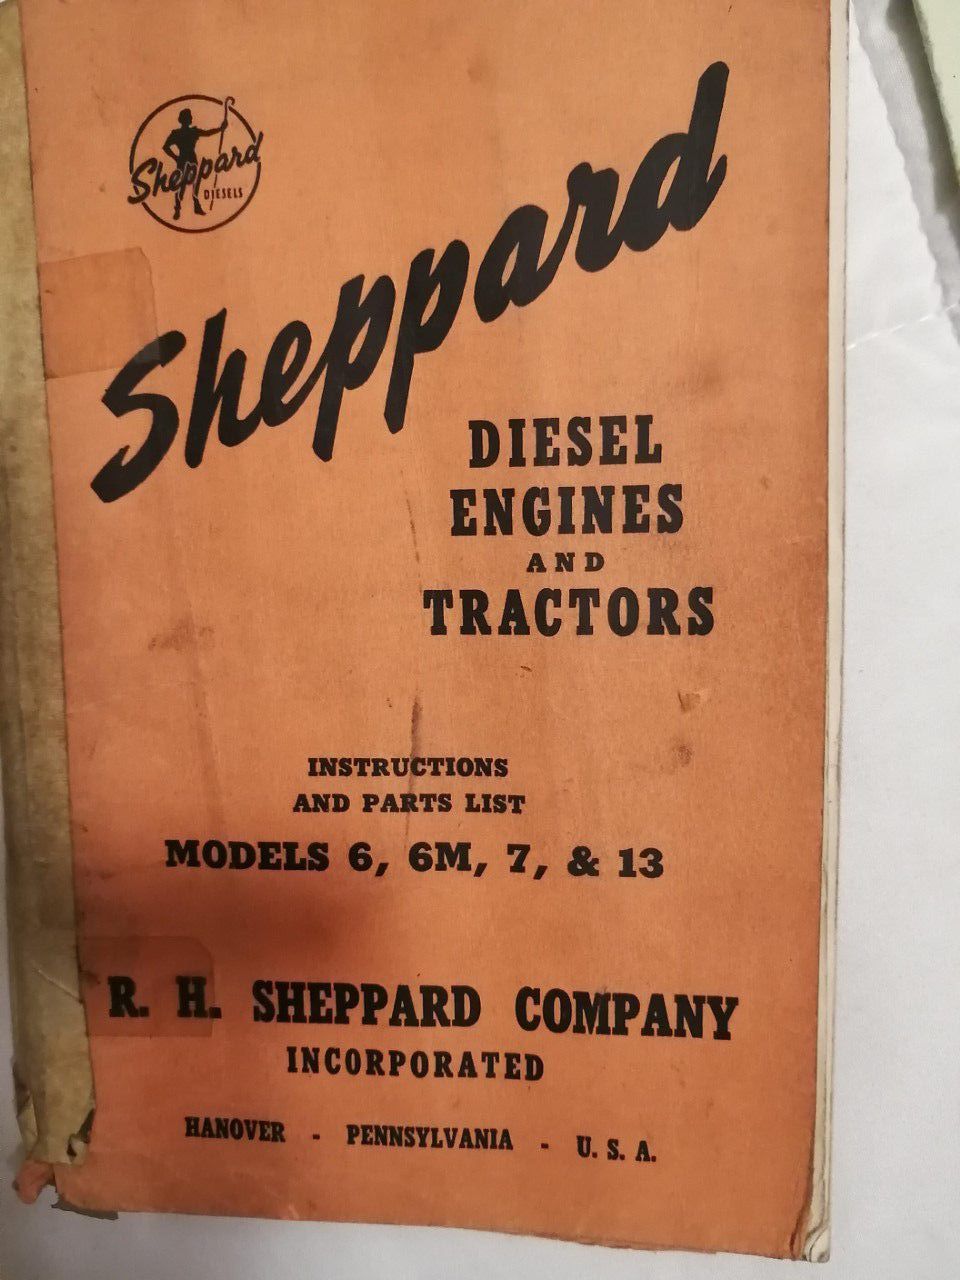 Sheppard
DIESELS
Sheppard
DIESEL
ENGINES
AND
TRACTORS
INSTRUCTIONS
AND PARTS LIST
MODELS 6, 6M, 7, & 13
R. H. SHEPPARD COMPANY
INCORPORATED
HANOVER - PENNSYLVANIA - U. S. A.